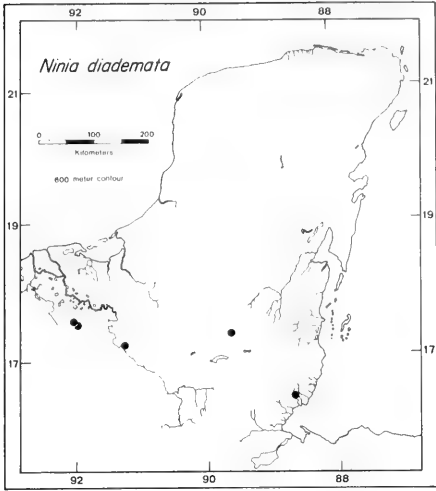 92 90 88
Ninia diademata
21 21
0 100 200
Kilometers
600 meter contour
19 19
17 17
92 90 88